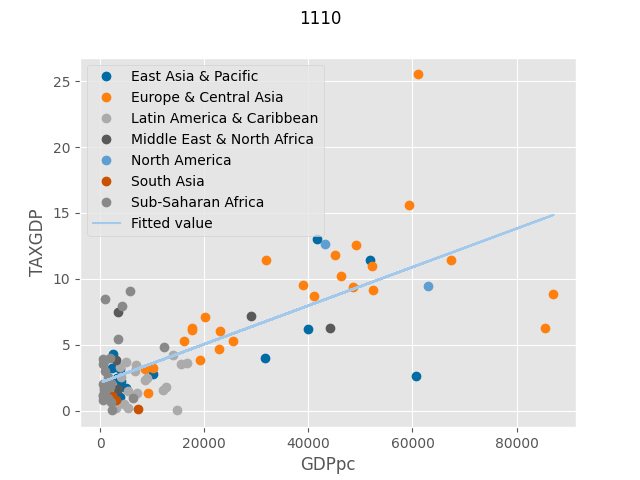 1110
East Asia & Pacific
Europe & Central Asia
Latin America & Caribbean
Middle East & North Africa
North America
South Asia
Sub-Saharan Africa
Fitted value
25
20
15
10
5
0
TAXGDP
0 20000 40000 60000 80000
GDPpc